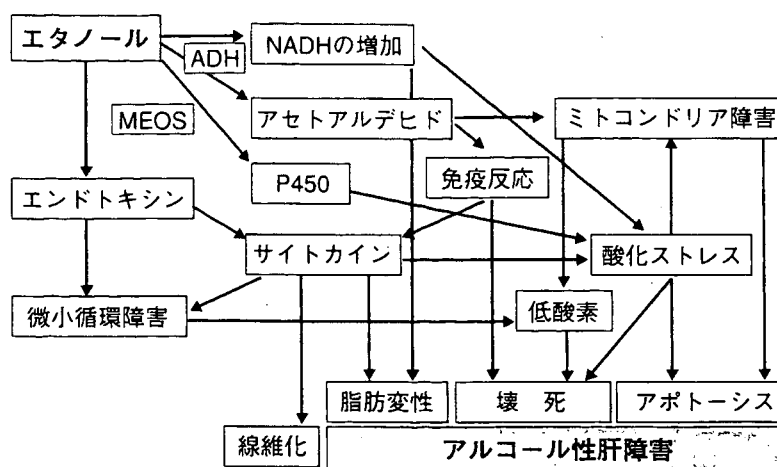 エタノール
NADHの増加
ADH
MEOS
アセトアルデヒド
ミトコンドリア障害
P450
免疫反応
エンドトキシン
サイトカイン
酸化ストレス
微小循環障害
低酸素
脂肪変性
壊 死
アポトーシス
線維化
アルコール性肝障害